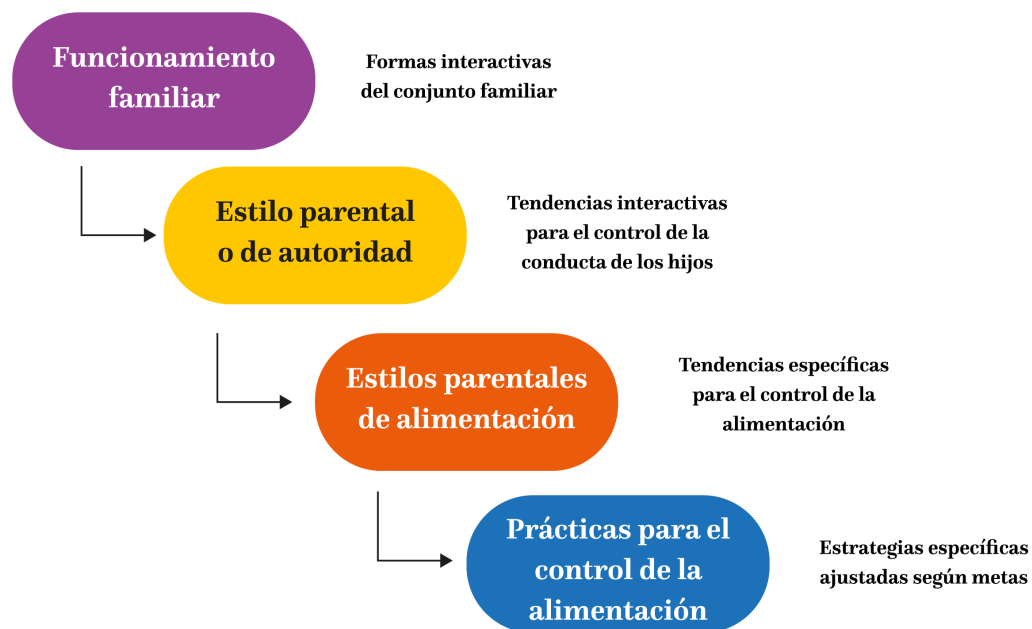 Funcionamiento
familiar
Formas interactivas
del conjunto familiar
Estilo parental
o de autoridad
Tendencias interactivas
para el control de la
conducta de los hijos
Estilos parentales
de alimentación
Tendencias específicas
para el control de la
alimentación
Prácticas para el
control de la
alimentación
Estrategias específicas
ajustadas según metas